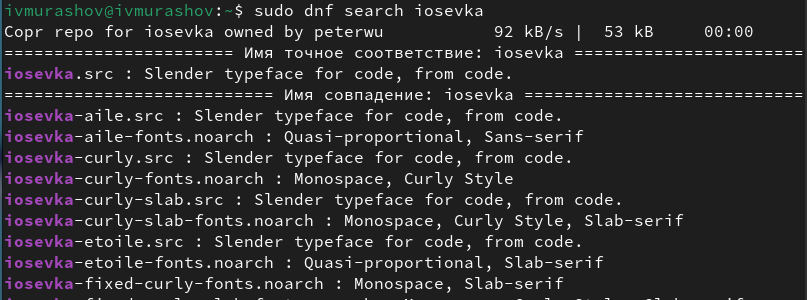 ivmurashov@ivmurashov:~$ sudo dnf search iosevka
Copr repo for iosevka owned by peterwu 92 kB/s | 53 kB 00:00
======================= Имя точное соответствие: iosevka =======================
iosevka.src : Slender typeface for code, from code.
=========================== Имя совпадение: iosevka ============================
iosevka-aile.src : Slender typeface for code, from code.
iosevka-aile-fonts.noarch : Quasi-proportional, Sans-serif
iosevka-curly.src : Slender typeface for code, from code.
iosevka-curly-fonts.noarch : Monospace, Curly Style
iosevka-curly-slab.src : Slender typeface for code, from code.
iosevka-curly-slab-fonts.noarch : Monospace, Curly Style, Slab-serif
iosevka-etoile.src : Slender typeface for code, from code.
iosevka-etoile-fonts.noarch : Quasi-proportional, Slab-serif
iosevka-fixed-curly-fonts.noarch : Monospace, Slab-serif